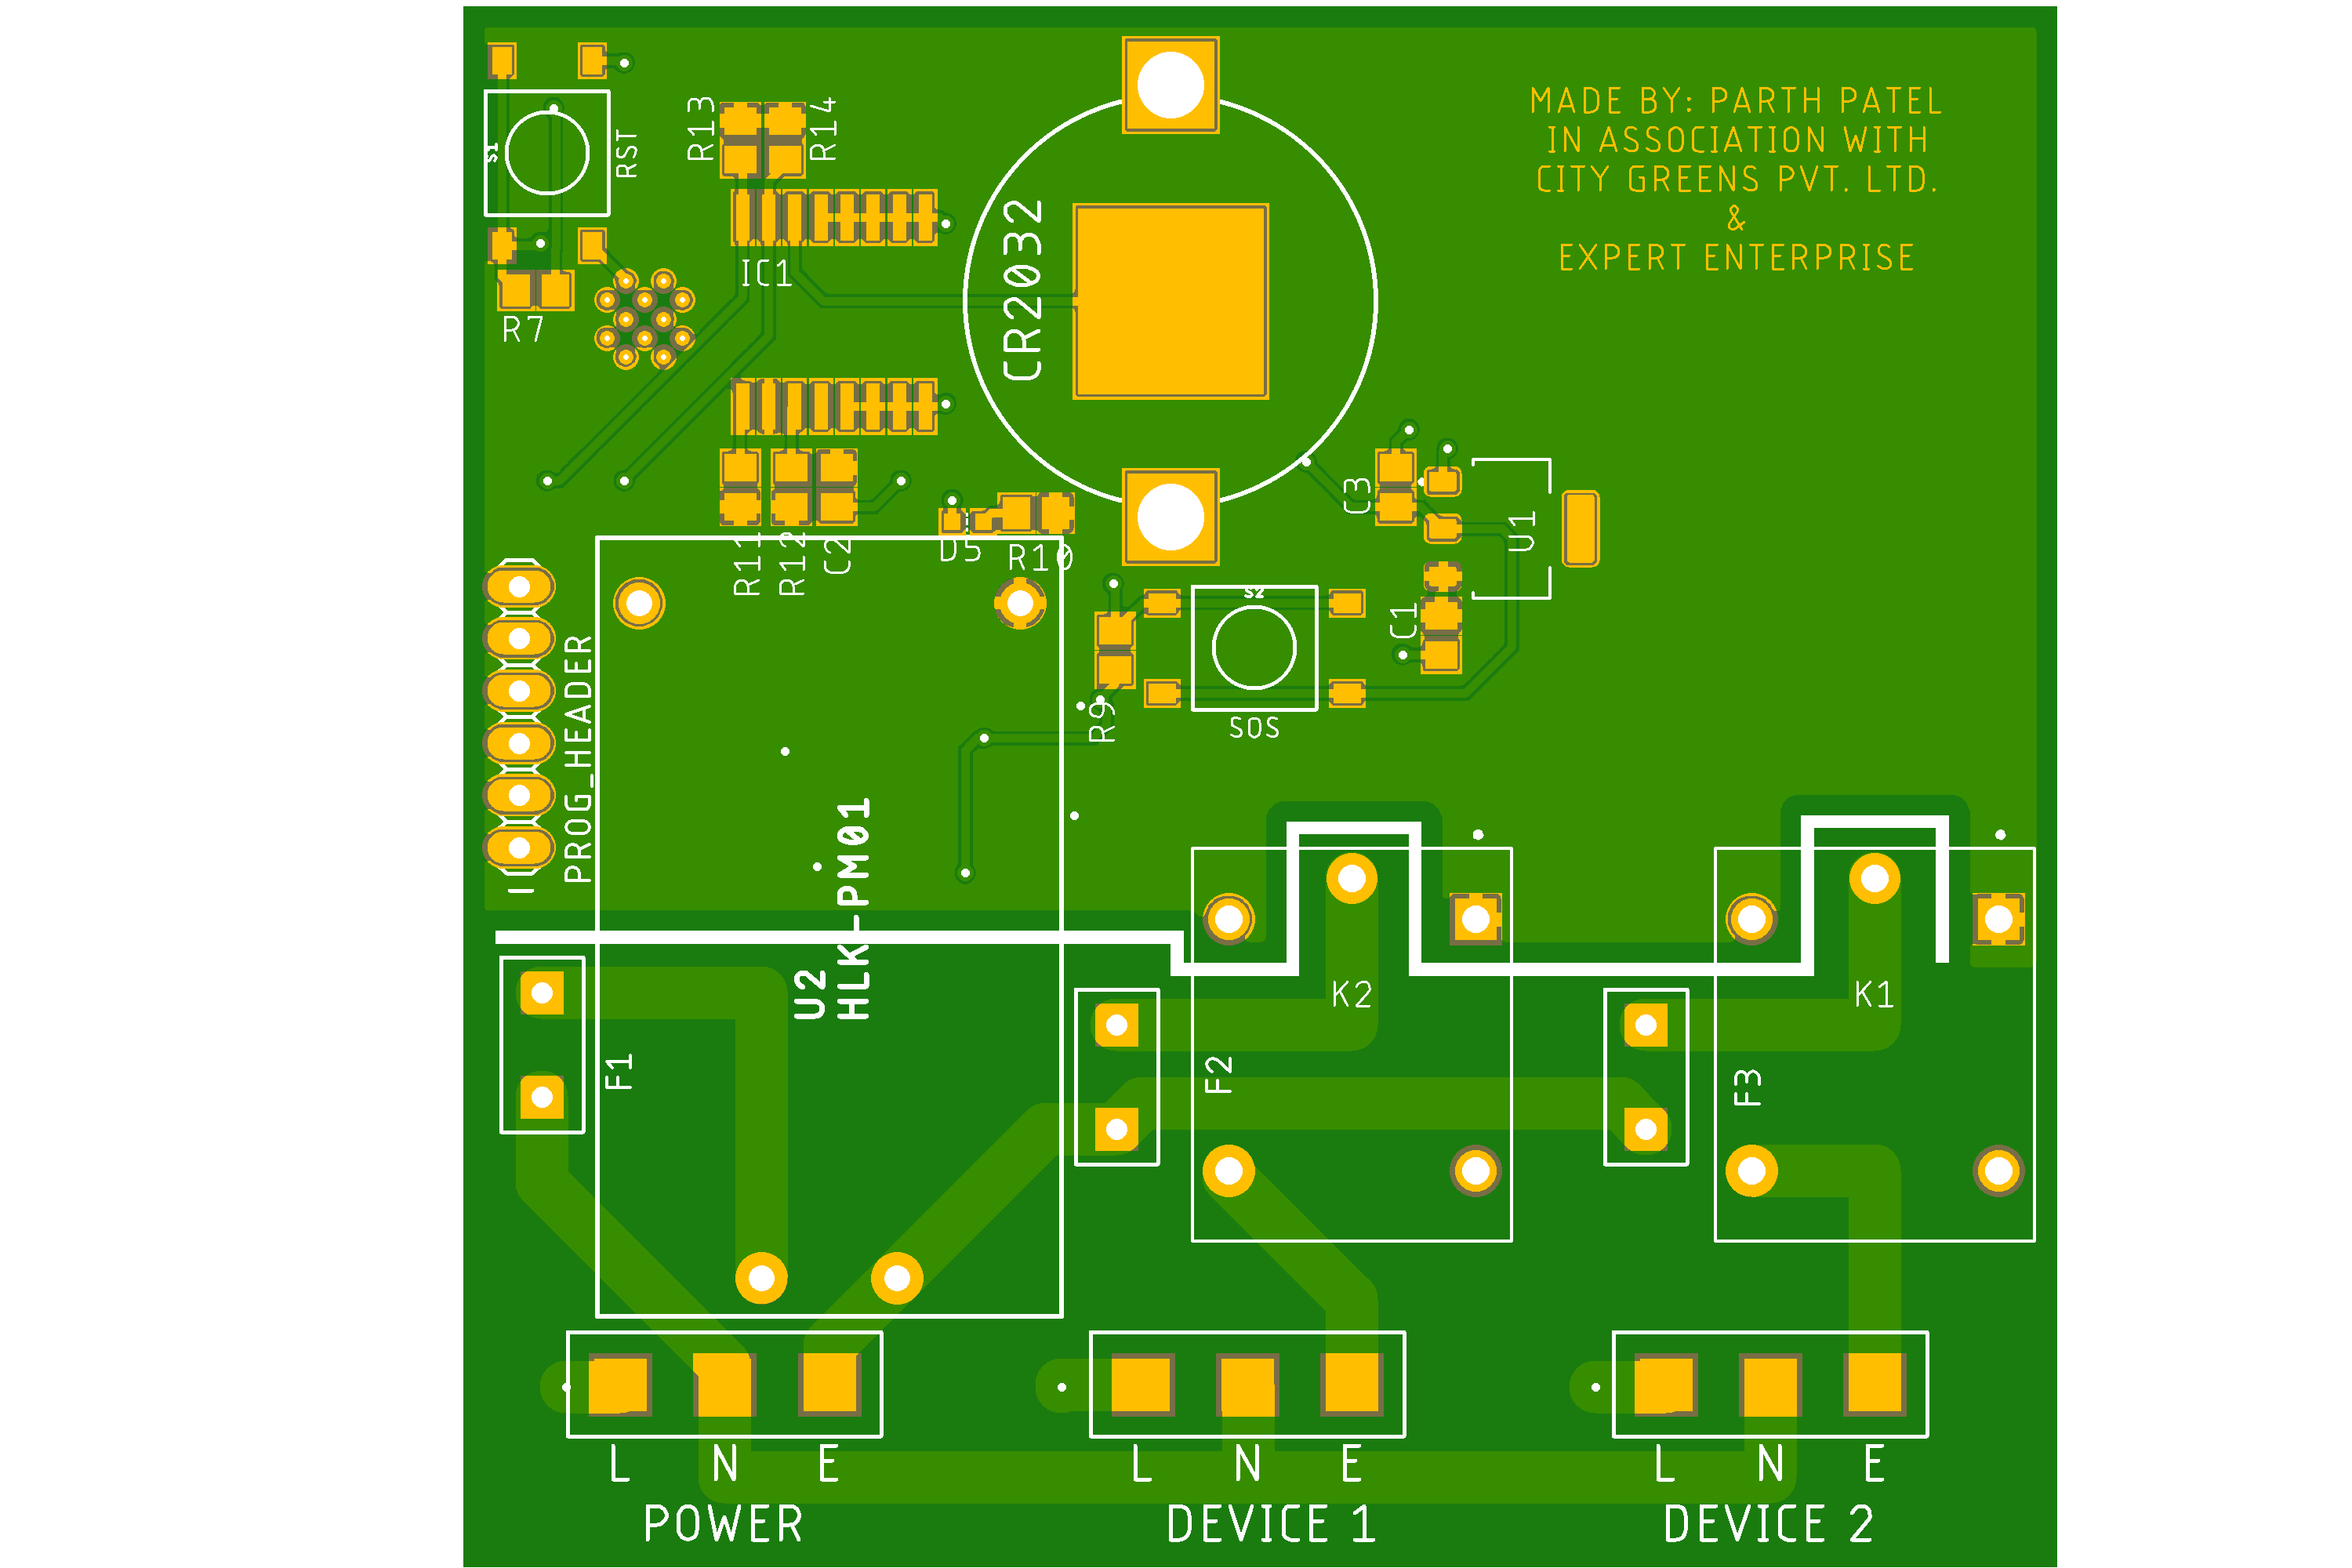 MADE BY: PARTH PATEL
IN ASSOCIATION WITH
CITY GREENS PVT. LTD.
&
EXPERT ENTERPRISE
S1
RST
R13
R14
IC1
R7
CR2032
C3
U1
R11
R12
C2
D5
R10
S2
C1
R9
SOS
PROG_HEADER
U2
HLK-PM01
K2
K1
F1
F2
F3
L N E
L N E
L N E
POWER
DEVICE 1
DEVICE 2